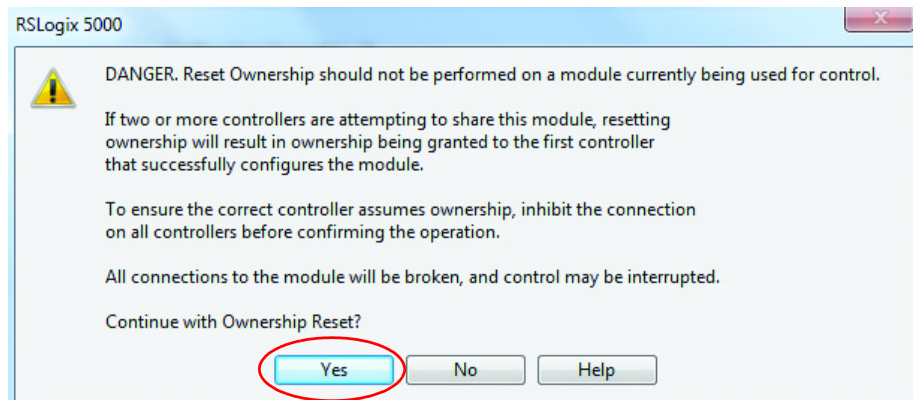 RSLogix 5000
DANGER. Reset Ownership should not be performed on a module currently being used for control.
If two or more controllers are attempting to share this module, resetting
ownership will result in ownership being granted to the first controller
that successfully configures the module.
To ensure the correct controller assumes ownership, inhibit the connection
on all controllers before confirming the operation.
All connections to the module will be broken, and control may be interrupted.
Continue with Ownership Reset?
Yes No Help